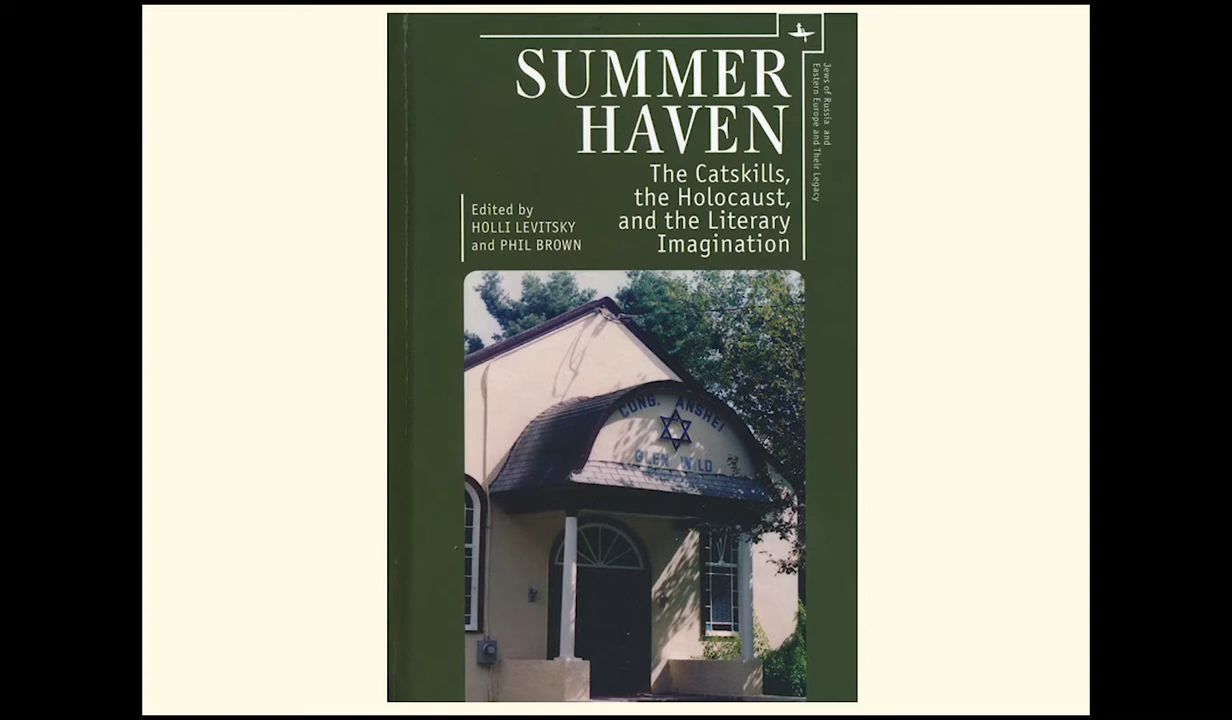 SUMMER
HAVEN
The Catskills,
the Holocaust,
and the Literary
Imagination
Edited by
HOLLI LEVITSKY
and PHIL BROWN
Jews of Russia and
Eastern Europe and Their Legacy
CONG. ANSHEI
GLEN WILD